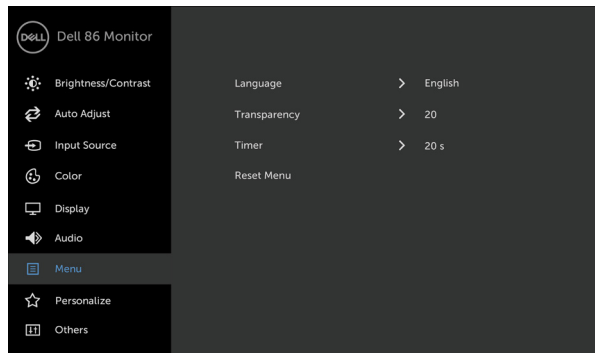 DELL Dell 86 Monitor
Brightness/Contrast
Auto Adjust
Input Source
Color
Display
Audio
Menu
Personalize
Others
Language > English
Transparency > 20
Timer > 20 s
Reset Menu